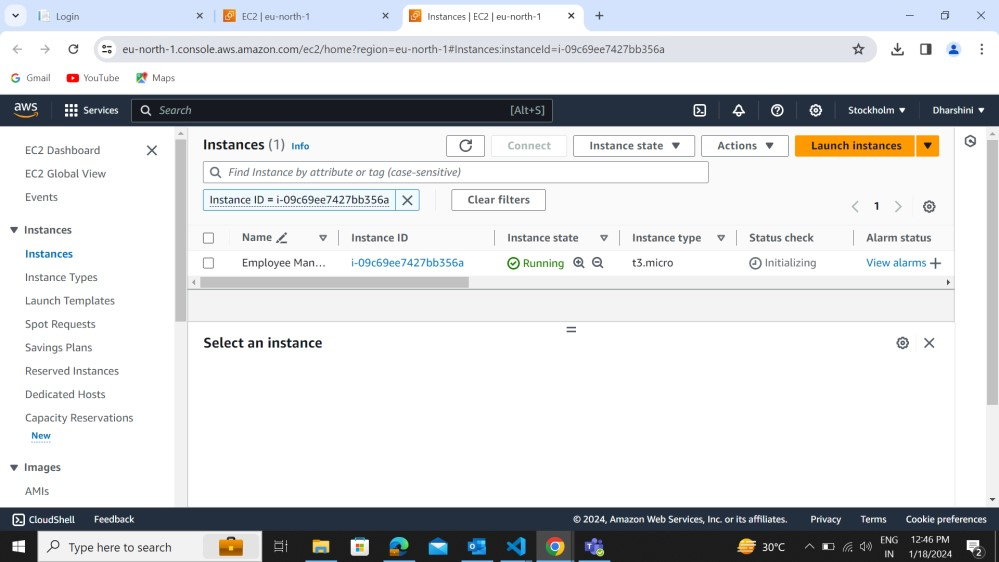 Login
EC2 | eu-north-1
Instances | EC2 | eu-north-1
eu-north-1.console.aws.amazon.com/ec2/home?region=eu-north-1#Instances:instanceId=i-09c69ee7427bb356a
Gmail YouTube Maps
aws Services Search [Alt+S] Stockholm Dharshini
EC2 Dashboard
EC2 Global View
Events
Instances
Instances
Instance Types
Launch Templates
Spot Requests
Savings Plans
Reserved Instances
Dedicated Hosts
Capacity Reservations
New
Images
AMIs
Instances (1) Info Connect Instance state Actions Launch instances
Find Instance by attribute or tag (case-sensitive)
Instance ID = i-09c69ee7427bb356a Clear filters 1
Name Instance ID Instance state Instance type Status check Alarm status
Employee Man... i-09c69ee7427bb356a Running t3.micro Initializing View alarms
Select an instance
CloudShell Feedback © 2024, Amazon Web Services, Inc. or its affiliates. Privacy Terms Cookie preferences
Type here to search 30°C ENG 12:46 PM
IN 1/18/2024 2